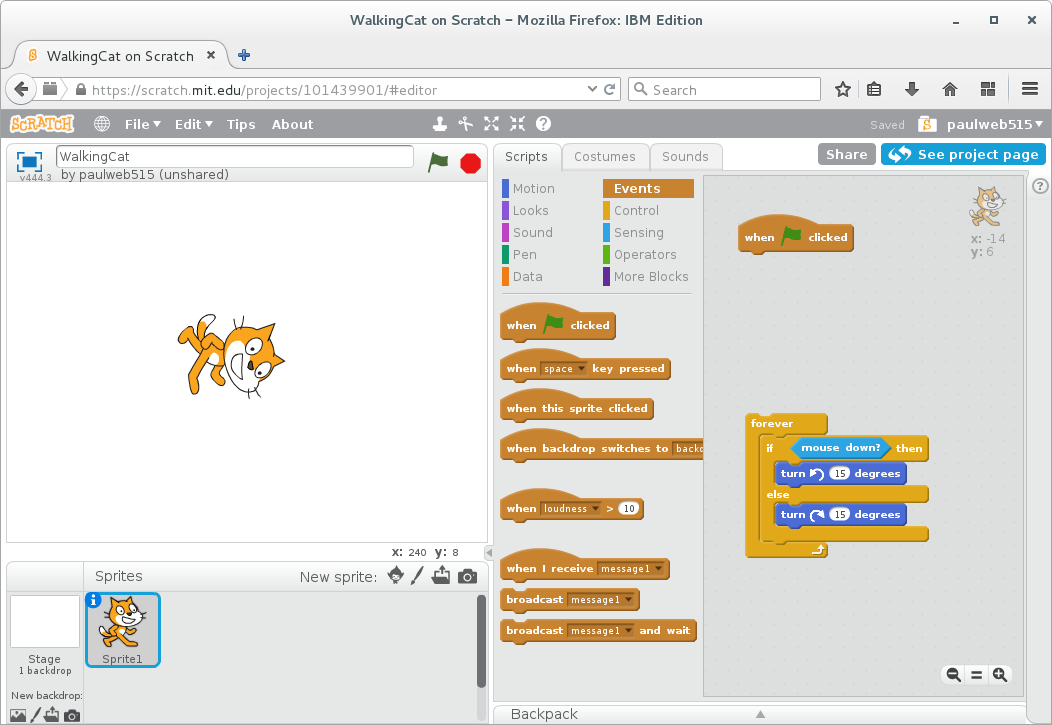 WalkingCat on Scratch – Mozilla Firefox: IBM Edition
WalkingCat on Scratch
https://scratch.mit.edu/projects/101439901/#editor
Search
SCRATCH
File Edit Tips About
Saved
paulweb515
v444.3
WalkingCat
by paulweb515 (unshared)
Scripts Costumes Sounds
Share
See project page
Motion
Events
Looks
Control
Sound
Sensing
Pen
Operators
Data
More Blocks
when clicked
when space key pressed
when this sprite clicked
when backdrop switches to
when loudness > 10
when I receive message1
broadcast message1
broadcast message1 and wait
when clicked
x: -14
y: 6
forever
if mouse down? then
turn 15 degrees
else
turn 15 degrees
x: 240 y: 8
Sprites
New sprite:
Stage
1 backdrop
New backdrop:
Sprite1
Backpack